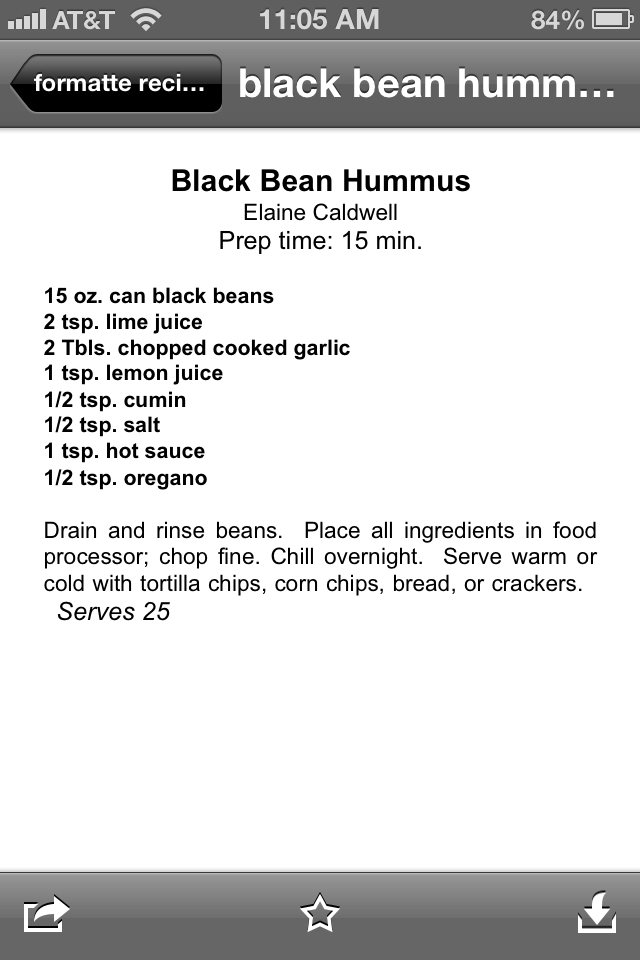 AT&T 11:05 AM 84%
formatte reci... black bean humm...
Black Bean Hummus
Elaine Caldwell
Prep time: 15 min.
15 oz. can black beans
2 tsp. lime juice
2 Tbls. chopped cooked garlic
1 tsp. lemon juice
1/2 tsp. cumin
1/2 tsp. salt
1 tsp. hot sauce
1/2 tsp. oregano
Drain and rinse beans.  Place all ingredients in food
processor; chop fine. Chill overnight.  Serve warm or
cold with tortilla chips, corn chips, bread, or crackers.
Serves 25